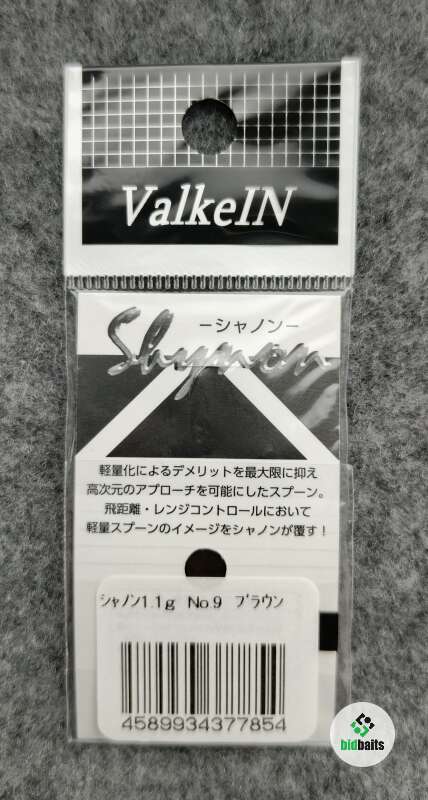 ValkeIN
－シャノン－
Shynon
軽量化によるデメリットを最大限に抑え
高次元のアプローチを可能にしたスプーン。
飛距離・レンジコントロールにおいて
軽量スプーンのイメージをシャノンが覆す！
ｼｬﾉﾝ1.1g No.9 ﾌﾞﾗｳﾝ
4589934377854
bidbaits